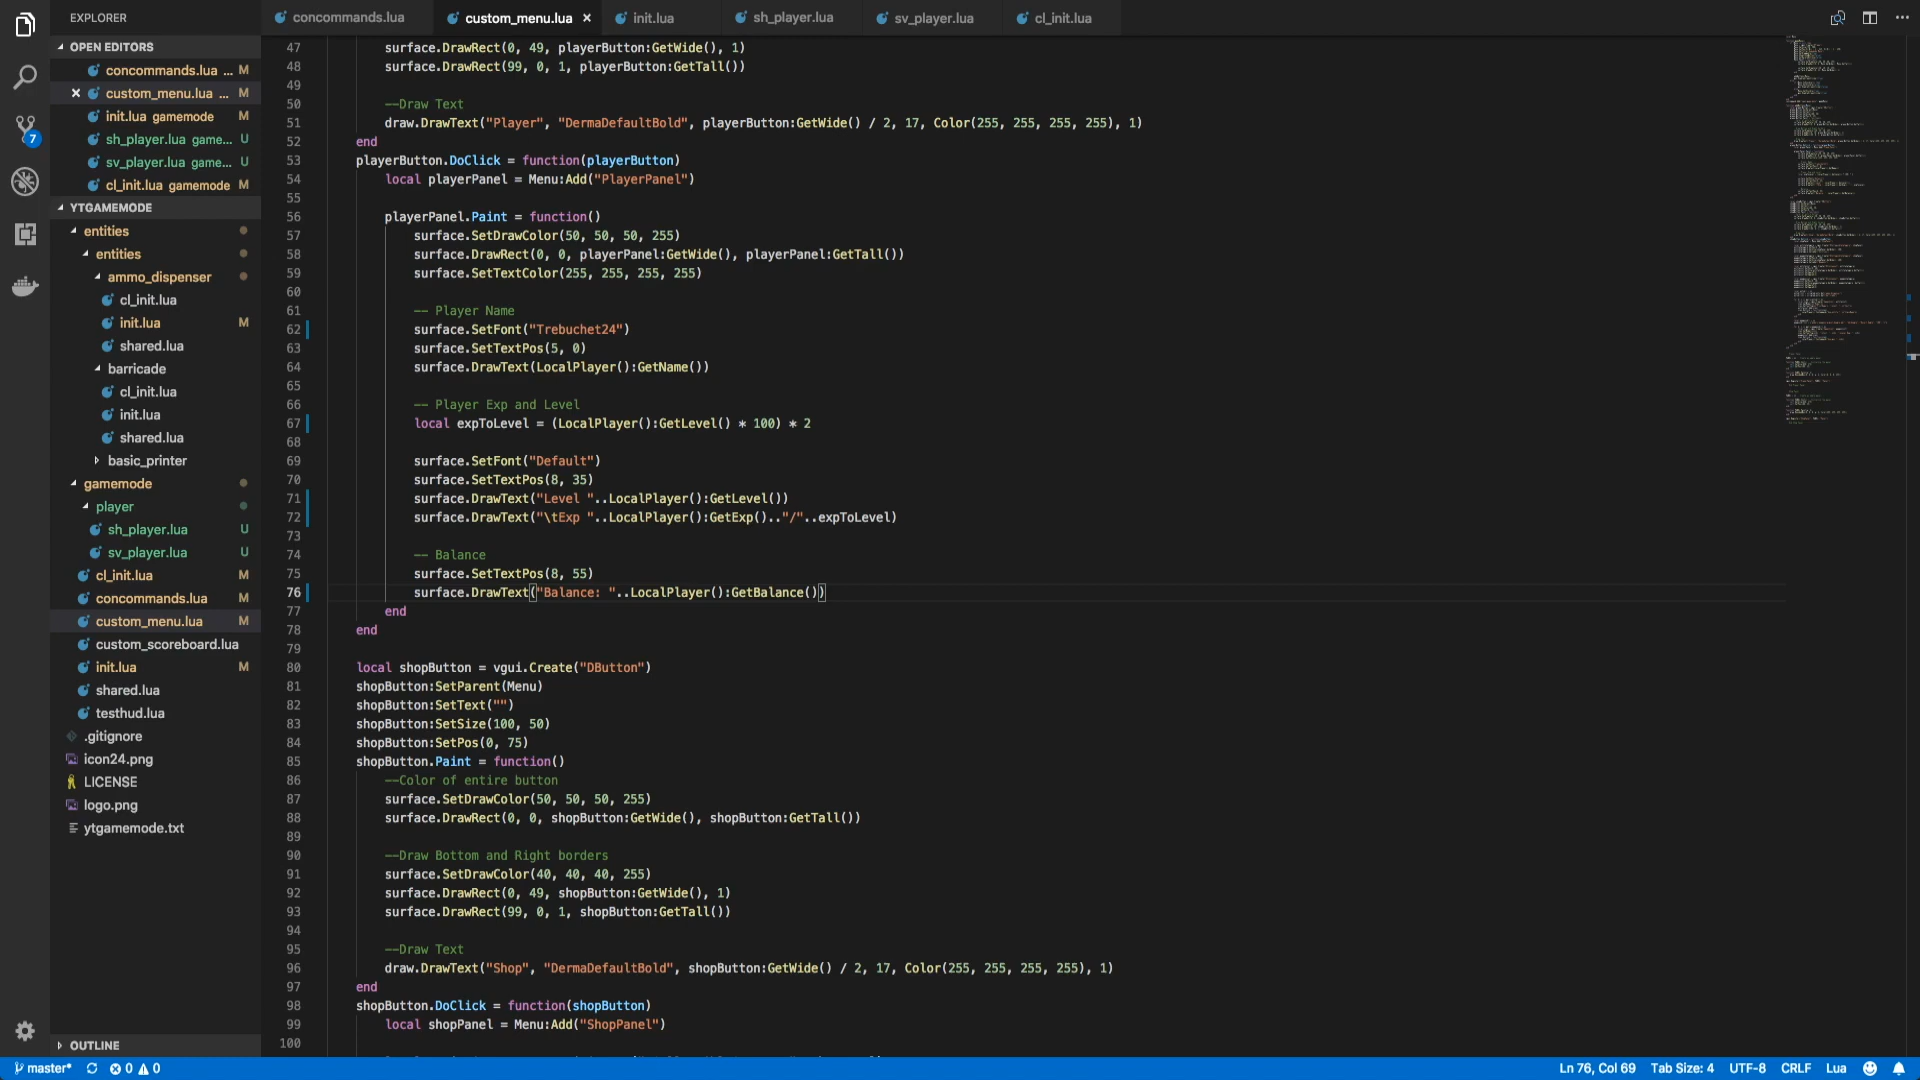 EXPLORER
OPEN EDITORS
concommands.lua ... M
custom_menu.lua ... M
init.lua gamemode M
sh_player.lua game... U
sv_player.lua game... U
cl_init.lua gamemode M
YTGAMEMODE
entities
entities
ammo_dispenser
cl_init.lua
init.lua M
shared.lua
barricade
cl_init.lua
init.lua
shared.lua
basic_printer
gamemode
player
sh_player.lua U
sv_player.lua U
cl_init.lua M
concommands.lua M
custom_menu.lua M
custom_scoreboard.lua
init.lua M
shared.lua
testhud.lua
.gitignore
icon24.png
LICENSE
logo.png
ytgamemode.txt
OUTLINE
7
concommands.lua custom_menu.lua × init.lua sh_player.lua sv_player.lua cl_init.lua
47 surface.DrawRect(0, 49, playerButton:GetWide(), 1)
48 surface.DrawRect(99, 0, 1, playerButton:GetTall())
49
50 --Draw Text
51 draw.DrawText("Player", "DermaDefaultBold", playerButton:GetWide() / 2, 17, Color(255, 255, 255, 255), 1)
52 end
53 playerButton.DoClick = function(playerButton)
54 local playerPanel = Menu:Add("PlayerPanel")
55
56 playerPanel.Paint = function()
57 surface.SetDrawColor(50, 50, 50, 255)
58 surface.DrawRect(0, 0, playerPanel:GetWide(), playerPanel:GetTall())
59 surface.SetTextColor(255, 255, 255, 255)
60
61 -- Player Name
62 surface.SetFont("Trebuchet24")
63 surface.SetTextPos(5, 0)
64 surface.DrawText(LocalPlayer():GetName())
65
66 -- Player Exp and Level
67 local expToLevel = (LocalPlayer():GetLevel() * 100) * 2
68
69 surface.SetFont("Default")
70 surface.SetTextPos(8, 35)
71 surface.DrawText("Level "..LocalPlayer():GetLevel())
72 surface.DrawText("\tExp "..LocalPlayer():GetExp().."/"..expToLevel)
73
74 -- Balance
75 surface.SetTextPos(8, 55)
76 surface.DrawText("Balance: "..LocalPlayer():GetBalance())
77 end
78 end
79
80 local shopButton = vgui.Create("DButton")
81 shopButton:SetParent(Menu)
82 shopButton:SetText("")
83 shopButton:SetSize(100, 50)
84 shopButton:SetPos(0, 75)
85 shopButton.Paint = function()
86 --Color of entire button
87 surface.SetDrawColor(50, 50, 50, 255)
88 surface.DrawRect(0, 0, shopButton:GetWide(), shopButton:GetTall())
89
90 --Draw Bottom and Right borders
91 surface.SetDrawColor(40, 40, 40, 255)
92 surface.DrawRect(0, 49, shopButton:GetWide(), 1)
93 surface.DrawRect(99, 0, 1, shopButton:GetTall())
94
95 --Draw Text
96 draw.DrawText("Shop", "DermaDefaultBold", shopButton:GetWide() / 2, 17, Color(255, 255, 255, 255), 1)
97 end
98 shopButton.DoClick = function(shopButton)
99 local shopPanel = Menu:Add("ShopPanel")
100
master* 0 0
Ln 76, Col 69 Tab Size: 4 UTF-8 CRLF Lua